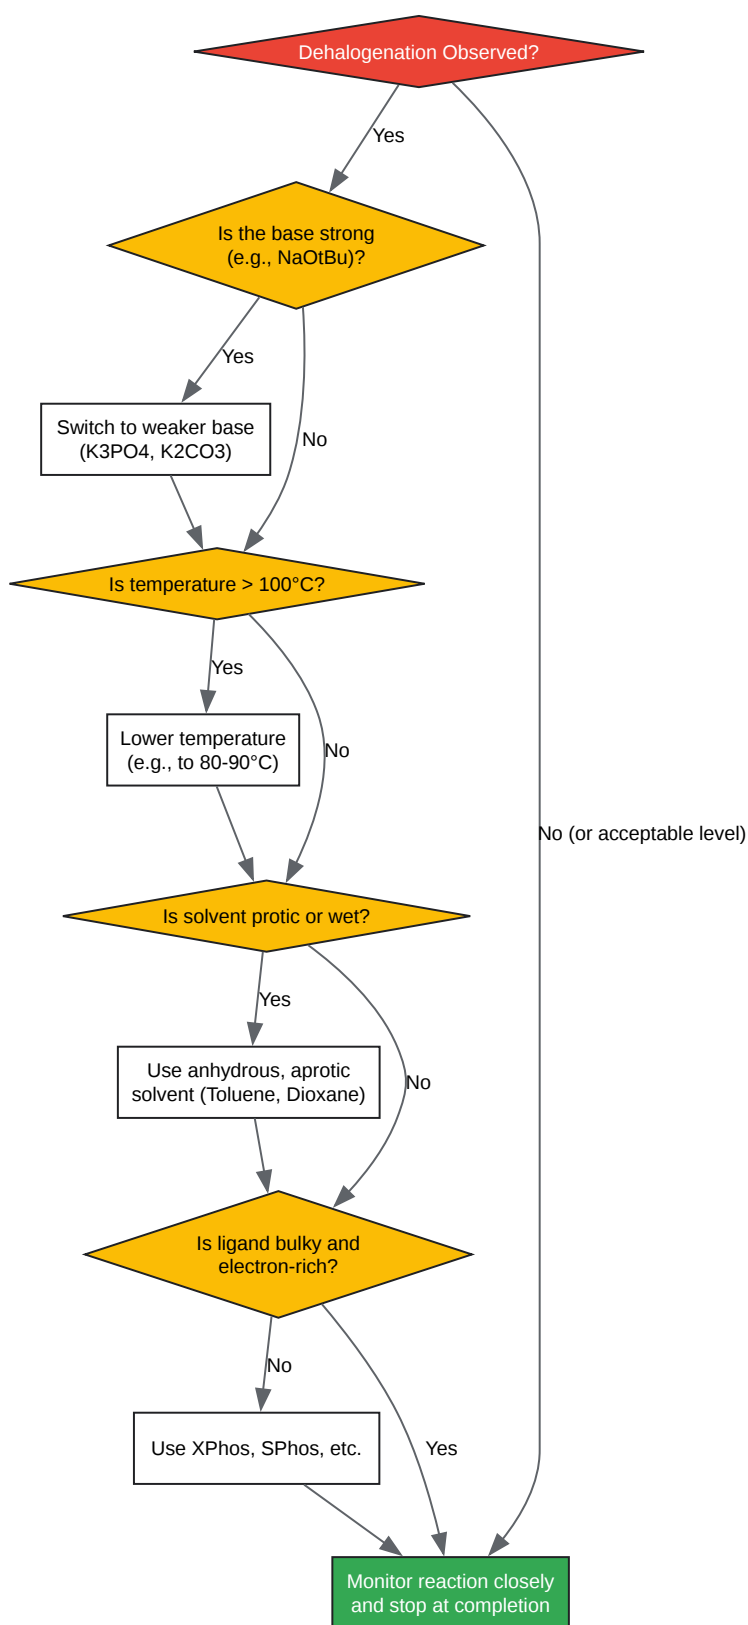 Dehalogenation Observed?
Yes
Is the base strong
(e.g., NaOtBu)?
Yes
Switch to weaker base
(K3PO4, K2CO3)
No
Is temperature > 100°C?
Yes
Lower temperature
(e.g., to 80-90°C)
No
No (or acceptable level)
Is solvent protic or wet?
Yes
Use anhydrous, aprotic
solvent (Toluene, Dioxane)
No
Is ligand bulky and
electron-rich?
No
Use XPhos, SPhos, etc.
Yes
Monitor reaction closely
and stop at completion